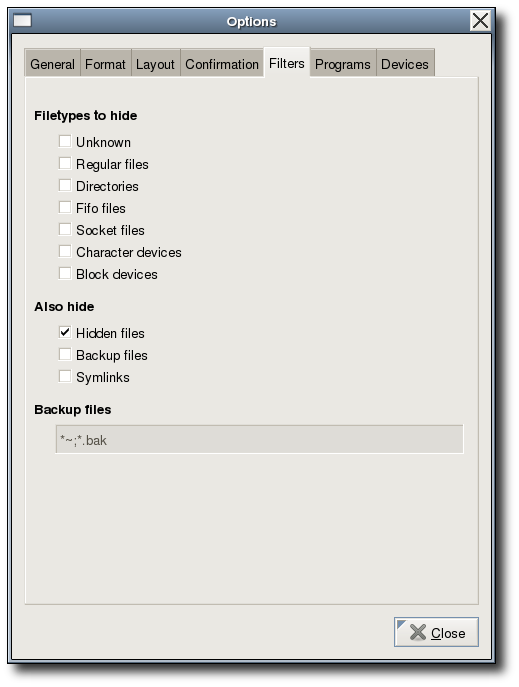 Options
General Format Layout Confirmation Filters Programs Devices
Filetypes to hide
Unknown
Regular files
Directories
Fifo files
Socket files
Character devices
Block devices
Also hide
Hidden files
Backup files
Symlinks
Backup files
*~;*.bak
Close